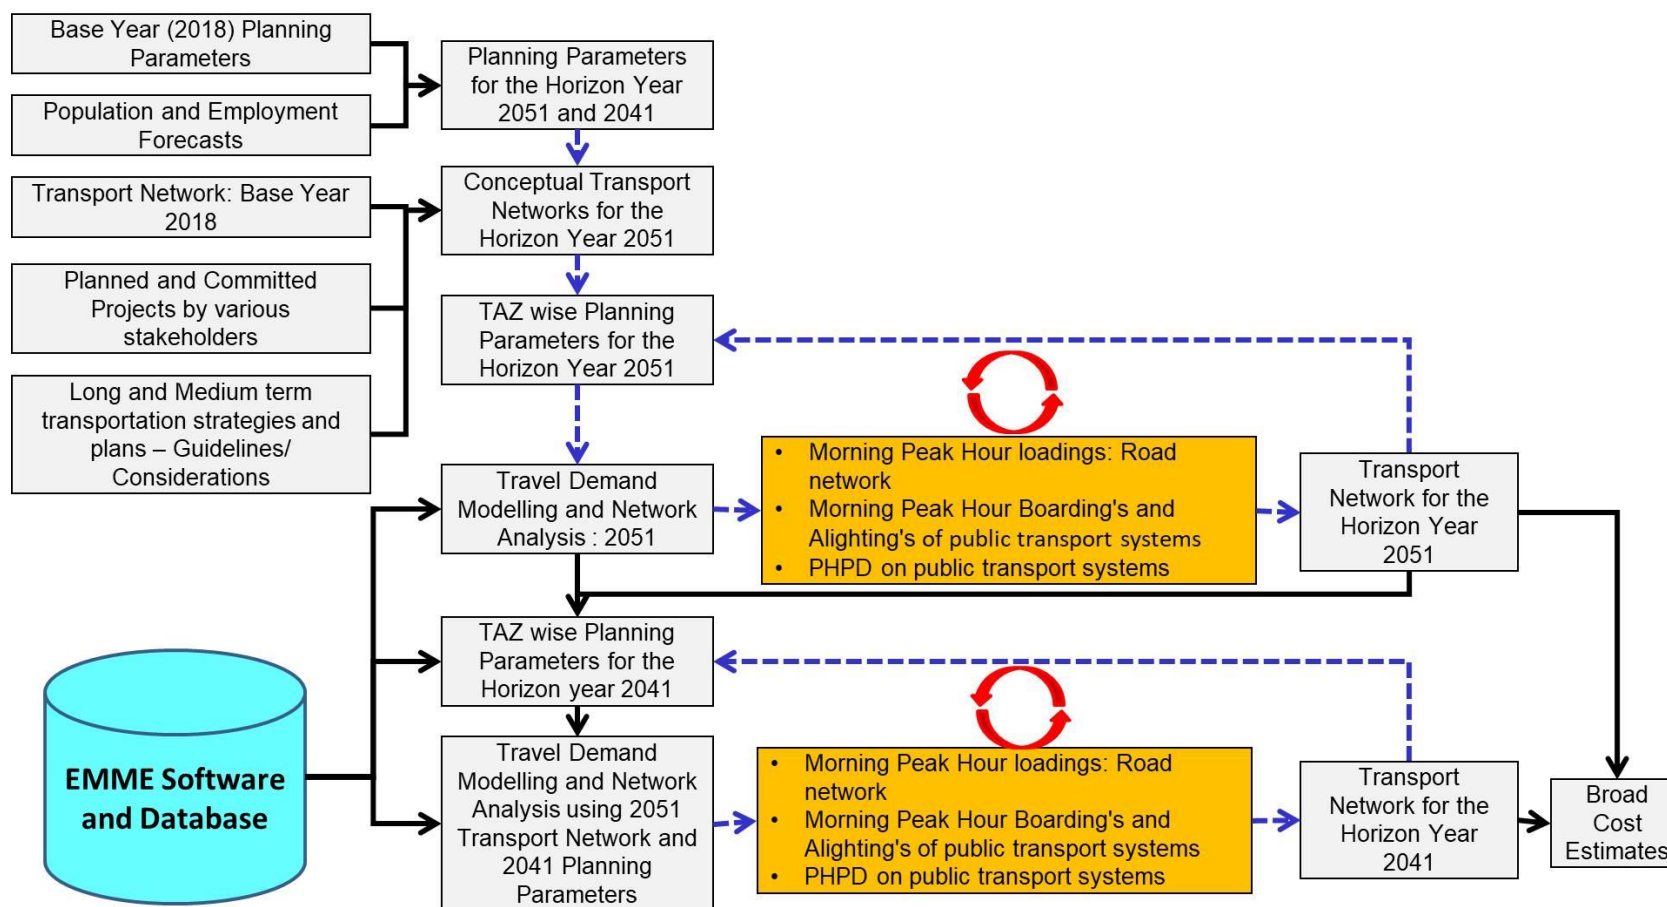 Base Year (2018) Planning
Parameters
Population and Employment
Forecasts
Planning Parameters
for the Horizon Year
2051 and 2041
Transport Network: Base Year
2018
Planned and Committed
Projects by various
stakeholders
Long and Medium term
transportation strategies and
plans – Guidelines/
Considerations
Conceptual Transport
Networks for the
Horizon Year 2051
TAZ wise Planning
Parameters for the
Horizon Year 2051
Travel Demand
Modelling and Network
Analysis : 2051
• Morning Peak Hour loadings: Road
network
• Morning Peak Hour Boarding's and
Alighting's of public transport systems
• PHPD on public transport systems
Transport
Network for the
Horizon Year
2051
TAZ wise Planning
Parameters for the
Horizon year 2041
EMME Software
and Database
Travel Demand
Modelling and Network
Analysis using 2051
Transport Network and
2041 Planning
Parameters
• Morning Peak Hour loadings: Road
network
• Morning Peak Hour Boarding's and
Alighting's of public transport systems
• PHPD on public transport systems
Transport
Network for the
Horizon Year
2041
Broad
Cost
Estimates